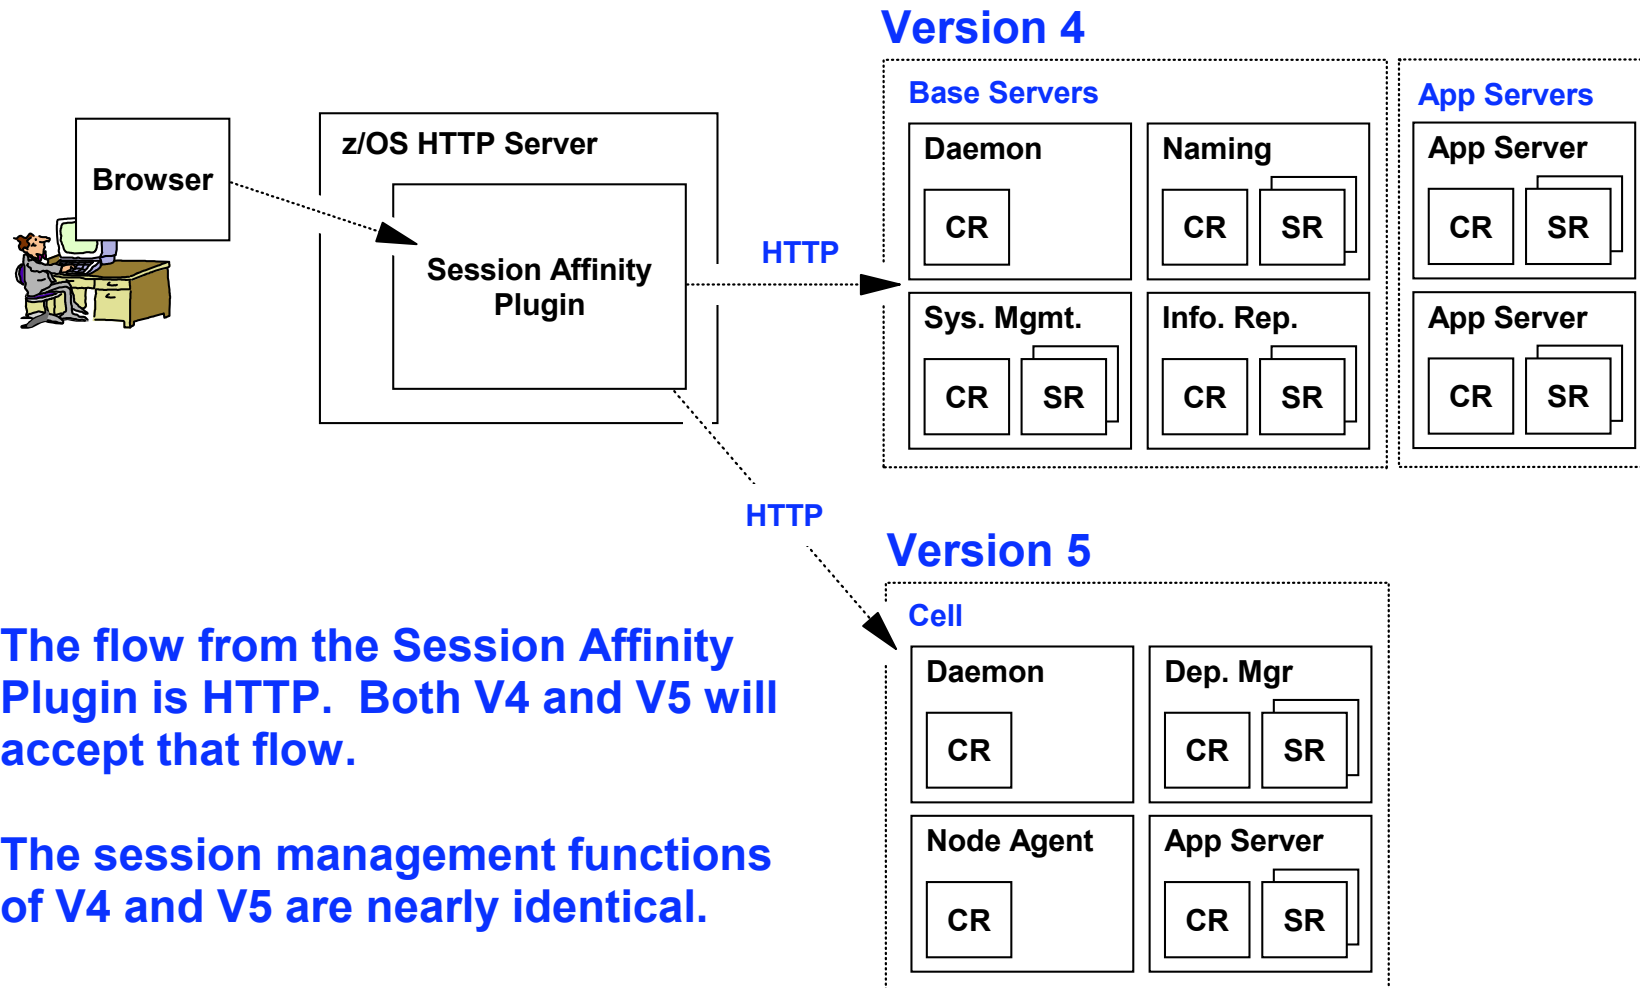 Version 4
Base Servers
App Servers
Browser
z/OS HTTP Server
Session Affinity
Plugin
HTTP
Daemon
CR
Naming
CR SR
App Server
CR SR
Sys. Mgmt.
CR SR
Info. Rep.
CR SR
App Server
CR SR
HTTP
Version 5
Cell
Daemon
CR
Dep. Mgr
CR SR
Node Agent
CR
App Server
CR SR
The flow from the Session Affinity
Plugin is HTTP.  Both V4 and V5 will
accept that flow.
The session management functions
of V4 and V5 are nearly identical.